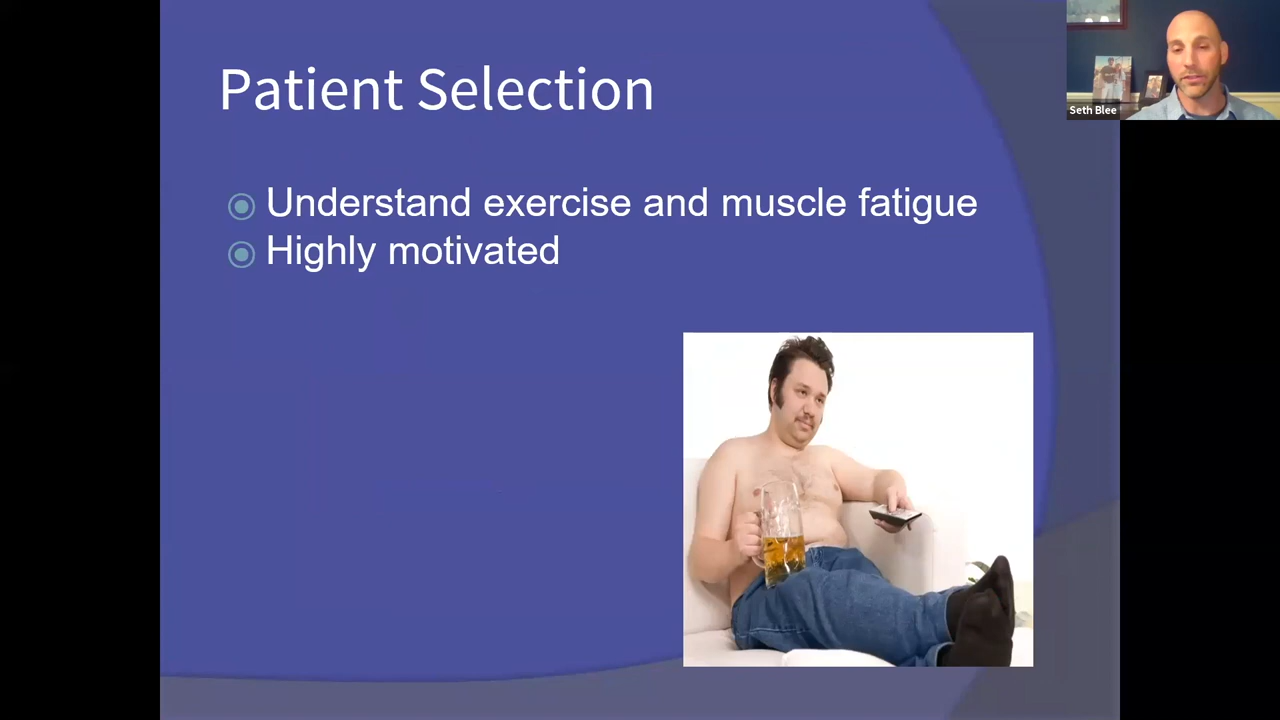 Patient Selection
Understand exercise and muscle fatigue
Highly motivated
Seth Blee